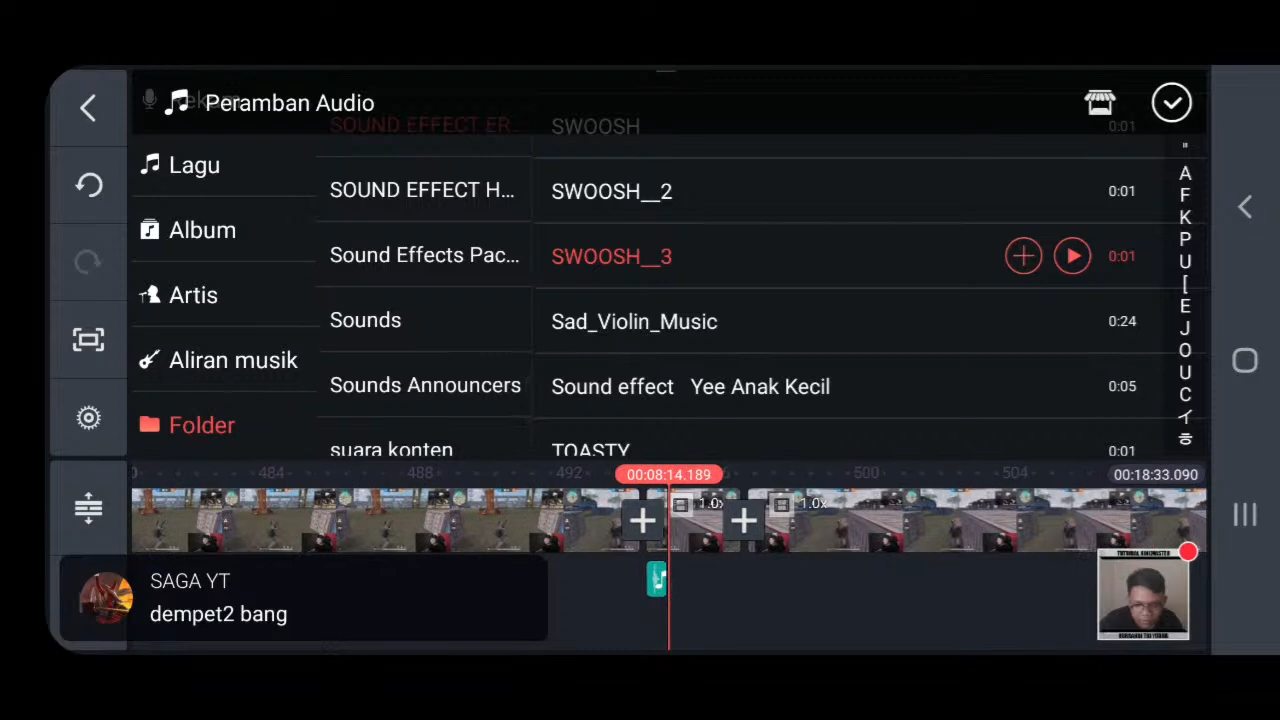 Peramban Audio
SOUND EFFECT ER...
SWOOSH
0:01
Lagu
SOUND EFFECT H...
SWOOSH__2
0:01
Album
Sound Effects Pac...
SWOOSH__3
0:01
Artis
Sounds
Sad_Violin_Music
0:24
Aliran musik
Sounds Announcers
Sound effect   Yee Anak Kecil
0:05
Folder
suara konten
TOASTY
0:01
"
A
F
K
P
U
[
E
J
O
U
C
イ
ㅎ
484
488
492
00:08:14.189
500
504
00:18:33.090
1.0x
1.0x
SAGA YT
dempet2 bang
TUTORIAL KINEMASTER